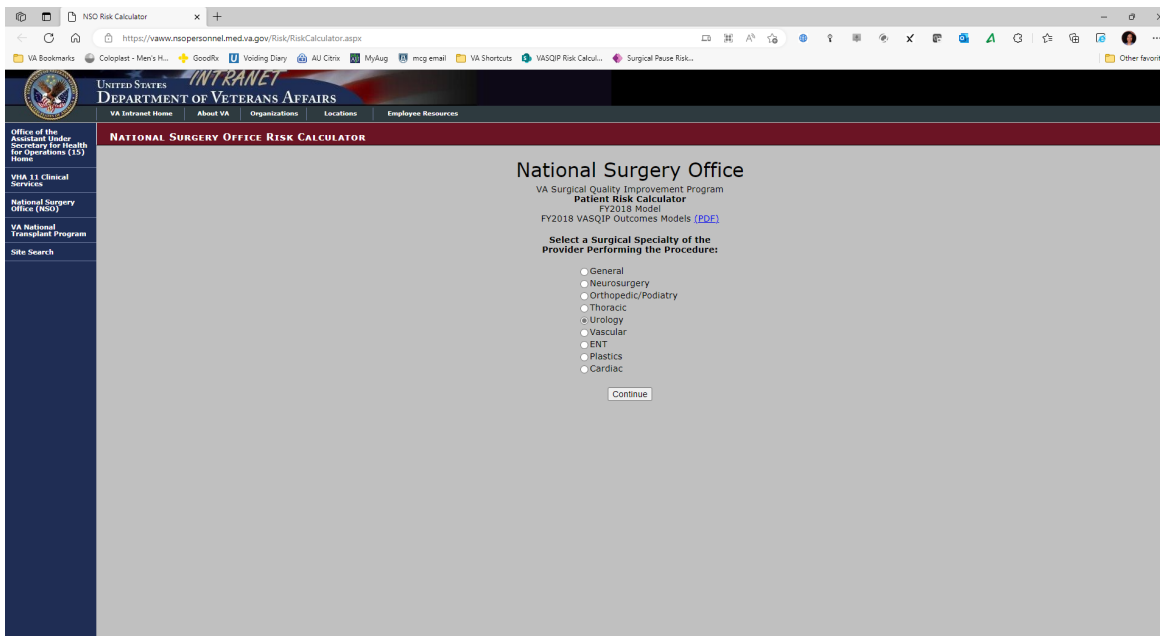 NSO Risk Calculator
https://vaww.nsopersonnel.med.va.gov/Risk/RiskCalculator.aspx
VA Bookmarks Coloplast - Men's H... GoodRx Voiding Diary AU Citrix MyAug mcg email VA Shortcuts VASQIP Risk Calcul... Surgical Pause Risk... Other favorit
UNITED STATES INTRANET
DEPARTMENT OF VETERANS AFFAIRS
VA Intranet Home About VA Organizations Locations Employee Resources
Office of the
Assistant Under
Secretary for Health
for Operations (15)
Home
VHA 11 Clinical
Services
National Surgery
Office (NSO)
VA National
Transplant Program
Site Search
NATIONAL SURGERY OFFICE RISK CALCULATOR
National Surgery Office
VA Surgical Quality Improvement Program
Patient Risk Calculator
FY2018 Model
FY2018 VASQIP Outcomes Models (PDF)
Select a Surgical Specialty of the
Provider Performing the Procedure:
General
Neurosurgery
Orthopedic/Podiatry
Thoracic
Urology
Vascular
ENT
Plastics
Cardiac
Continue